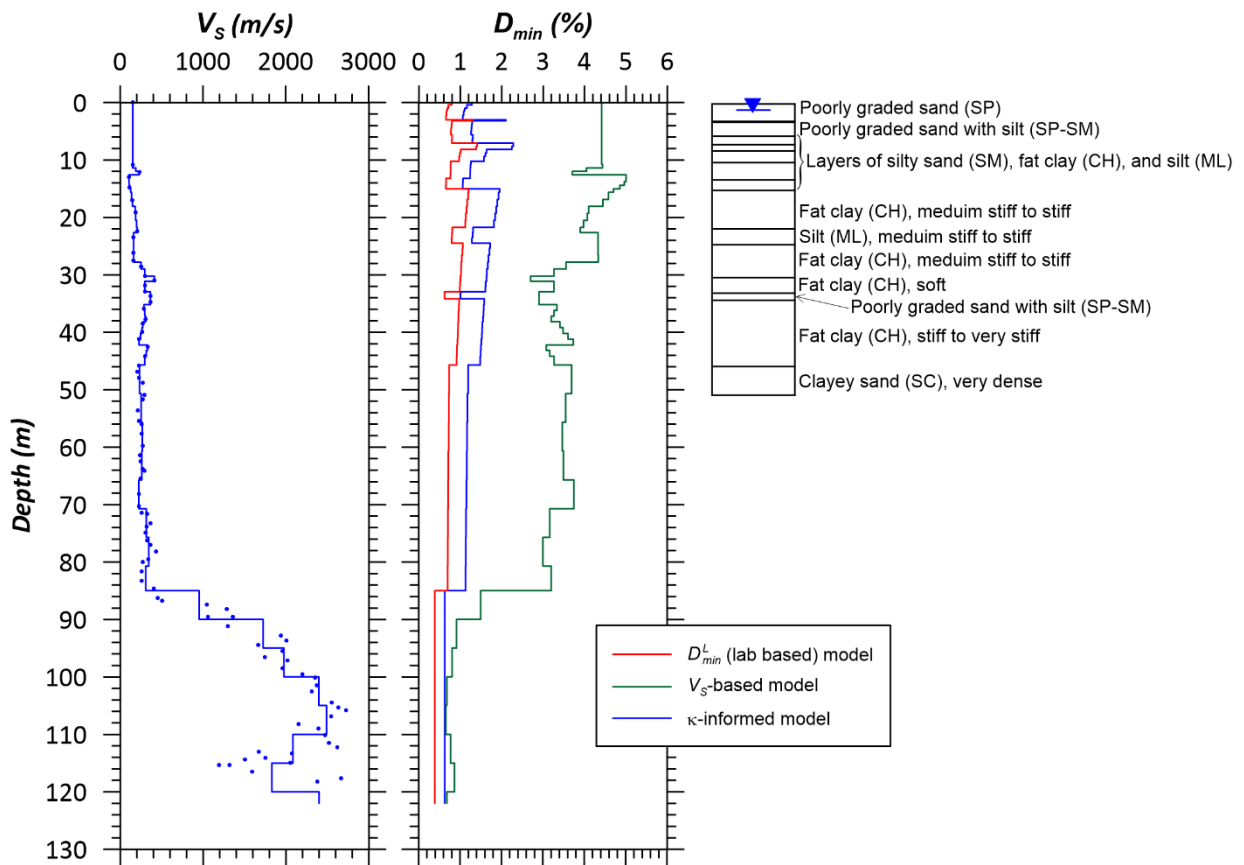 V_S (m/s)
0 1000 2000 3000
D_min (%)
0 1 2 3 4 5 6
Depth (m)
0
10
20
30
40
50
60
70
80
90
100
110
120
130
Poorly graded sand (SP)
Poorly graded sand with silt (SP-SM)
Layers of silty sand (SM), fat clay (CH), and silt (ML)
Fat clay (CH), meduim stiff to stiff
Silt (ML), meduim stiff to stiff
Fat clay (CH), meduim stiff to stiff
Fat clay (CH), soft
Poorly graded sand with silt (SP-SM)
Fat clay (CH), stiff to very stiff
Clayey sand (SC), very dense
D^L_min (lab based) model
V_S-based model
κ-informed model